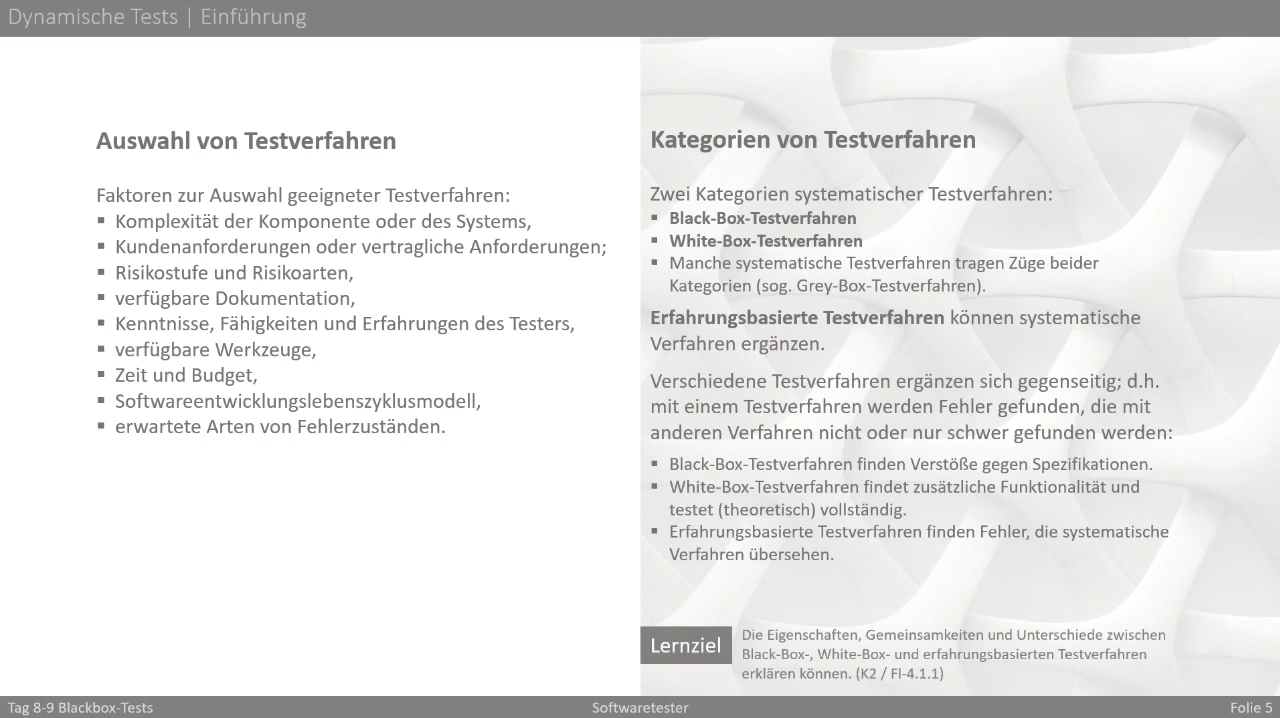 Dynamische Tests | Einführung
Auswahl von Testverfahren
Faktoren zur Auswahl geeigneter Testverfahren:
▪ Komplexität der Komponente oder des Systems,
▪ Kundenanforderungen oder vertragliche Anforderungen;
▪ Risikostufe und Risikoarten,
▪ verfügbare Dokumentation,
▪ Kenntnisse, Fähigkeiten und Erfahrungen des Testers,
▪ verfügbare Werkzeuge,
▪ Zeit und Budget,
▪ Softwareentwicklungslebenszyklusmodell,
▪ erwartete Arten von Fehlerzuständen.
Kategorien von Testverfahren
Zwei Kategorien systematischer Testverfahren:
▪ Black-Box-Testverfahren
▪ White-Box-Testverfahren
▪ Manche systematische Testverfahren tragen Züge beider
Kategorien (sog. Grey-Box-Testverfahren).
Erfahrungsbasierte Testverfahren können systematische
Verfahren ergänzen.
Verschiedene Testverfahren ergänzen sich gegenseitig; d.h.
mit einem Testverfahren werden Fehler gefunden, die mit
anderen Verfahren nicht oder nur schwer gefunden werden:
▪ Black-Box-Testverfahren finden Verstöße gegen Spezifikationen.
▪ White-Box-Testverfahren findet zusätzliche Funktionalität und
testet (theoretisch) vollständig.
▪ Erfahrungsbasierte Testverfahren finden Fehler, die systematische
Verfahren übersehen.
Lernziel
Die Eigenschaften, Gemeinsamkeiten und Unterschiede zwischen
Black-Box-, White-Box- und erfahrungsbasierten Testverfahren
erklären können. (K2 / FI-4.1.1)
Tag 8-9 Blackbox-Tests
Softwaretester
Folie 5